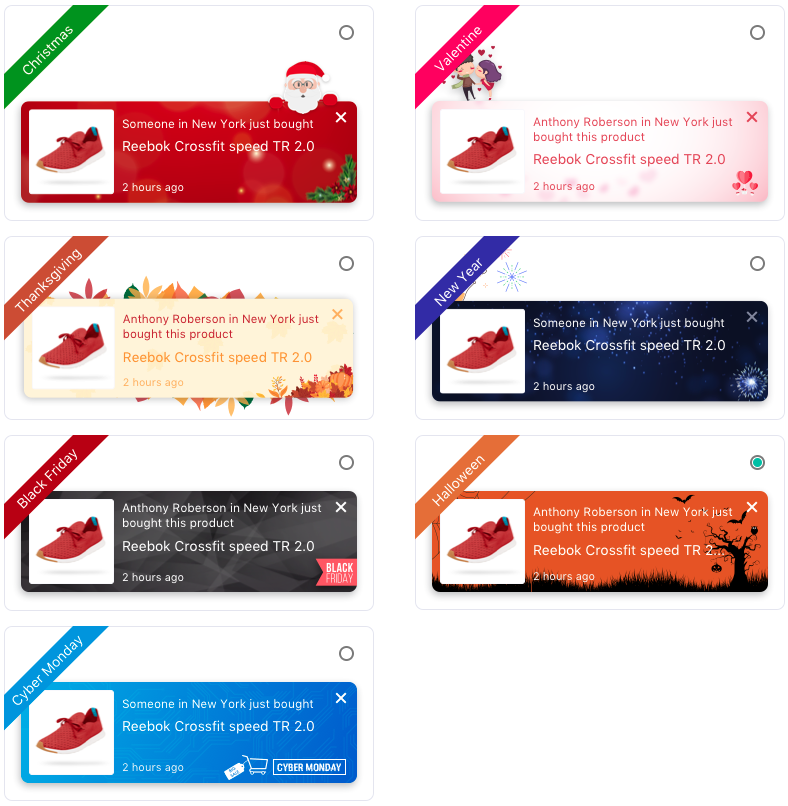 Christmas
Someone in New York just bought
Reebok Crossfit speed TR 2.0
2 hours ago
Valentine
Anthony Roberson in New York just
bought this product
Reebok Crossfit speed TR 2.0
2 hours ago
Thanksgiving
Anthony Roberson in New York just
bought this product
Reebok Crossfit speed TR 2.0
2 hours ago
New Year
Someone in New York just bought
Reebok Crossfit speed TR 2.0
2 hours ago
Black Friday
Anthony Roberson in New York just
bought this product
Reebok Crossfit speed TR 2.0
2 hours ago
BLACK
FRIDAY
Halloween
Anthony Roberson in New York just
bought this product
Reebok Crossfit speed TR 2...
2 hours ago
Cyber Monday
Someone in New York just bought
Reebok Crossfit speed TR 2.0
2 hours ago
CYBER MONDAY